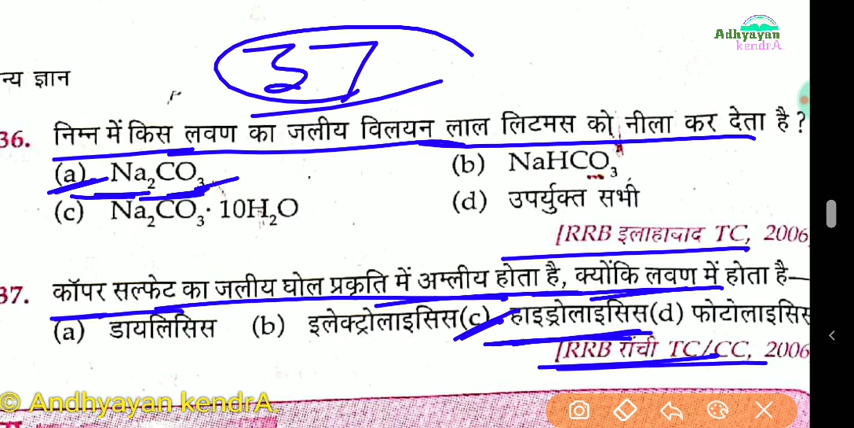 Adhyayan
kendrA
37
न्य ज्ञान
36. निम्न में किस लवण का जलीय विलयन लाल लिटमस को नीला कर देता है ?
(a) Na₂CO₃ (b) NaHCO₃
(c) Na₂CO₃· 10H₂O (d) उपर्युक्त सभी
[RRB इलाहाबाद TC, 2006
37. कॉपर सल्फेट का जलीय घोल प्रकृति में अम्लीय होता है, क्योंकि लवण में होता है—
(a) डायलिसिस (b) इलेक्ट्रोलाइसिस(c) हाइड्रोलाइसिस(d) फोटोलाइसिस
[RRB रांची TC/CC, 2006
© Andhyayan kendrA.